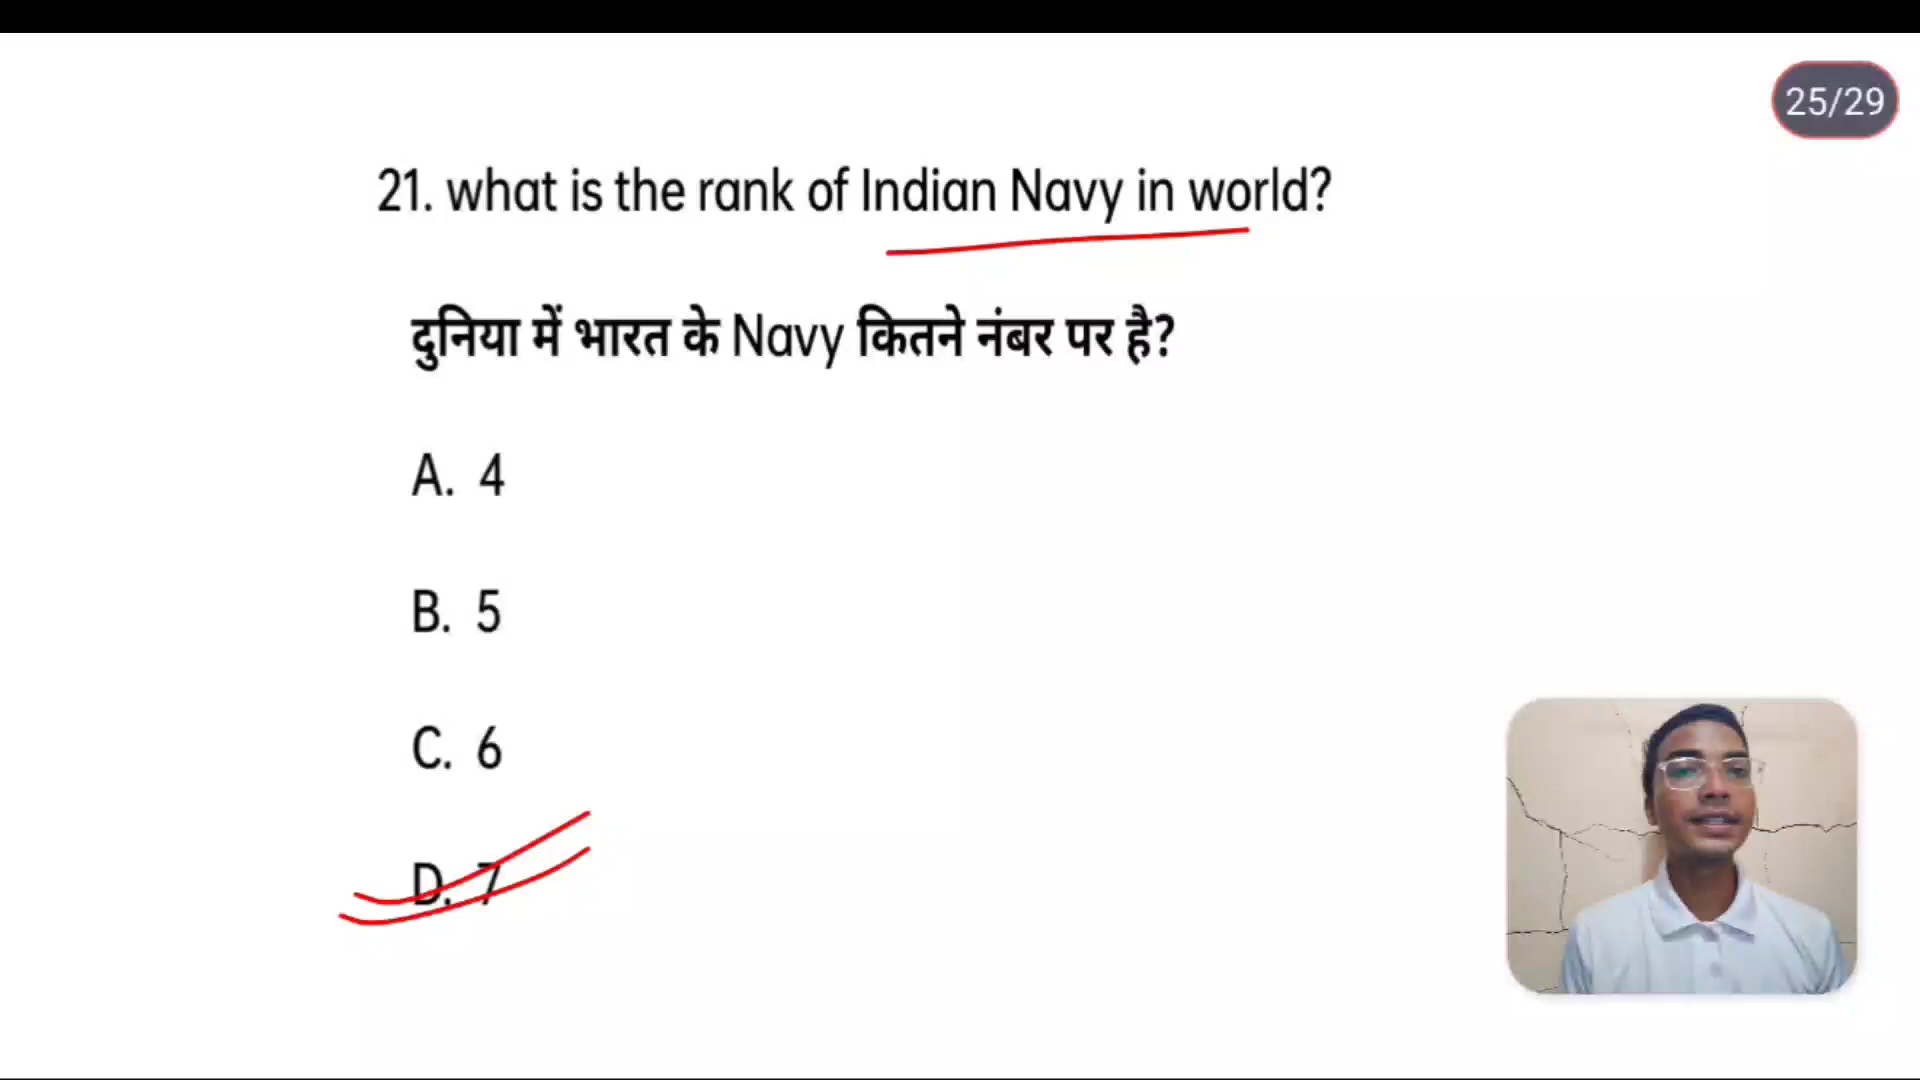 25/29
21. what is the rank of Indian Navy in world?
दुनिया में भारत के Navy कितने नंबर पर है?
A. 4
B. 5
C. 6
D. 7